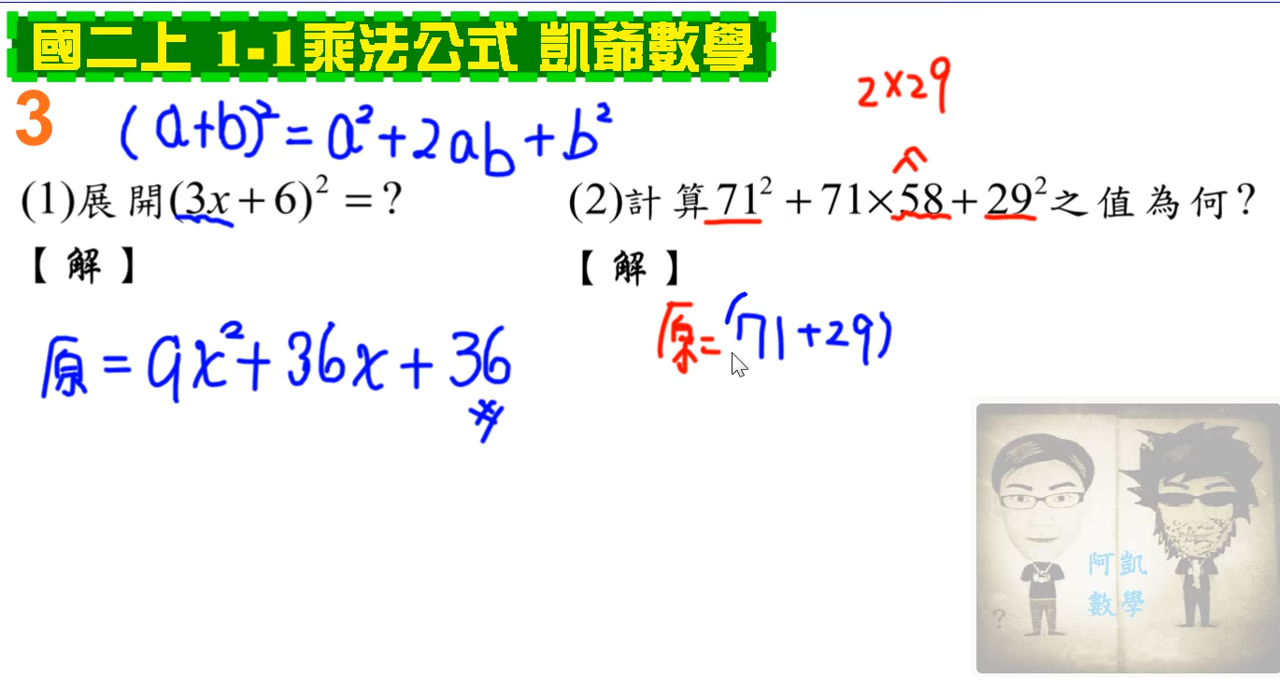 國二上 1-1乘法公式 凱爺數學
3
(a+b)²=a²+2ab+b²
2×29
(1)展開(3x+6)²=?
(2)計算71²+71×58+29²之值為何?
【解】
【解】
原=9x²+36x+36
原=(71+29)
阿凱
數學
?